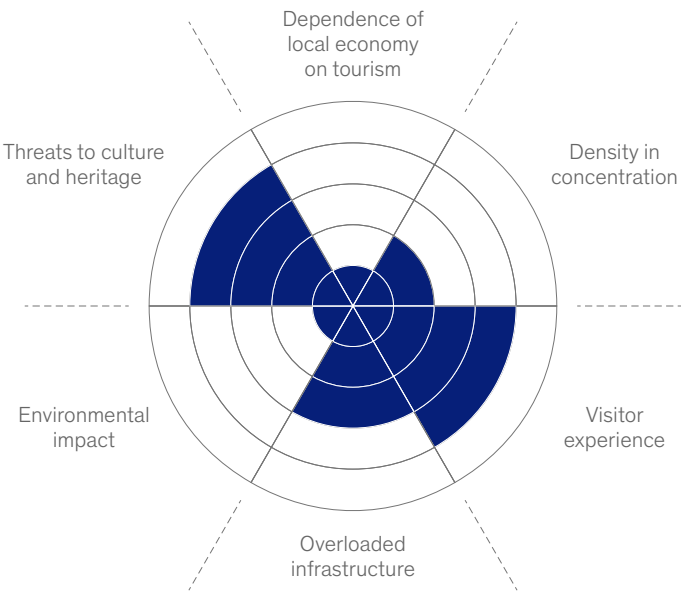 Dependence of
local economy
on tourism
Threats to culture
and heritage
Density in
concentration
Environmental
impact
Visitor
experience
Overloaded
infrastructure